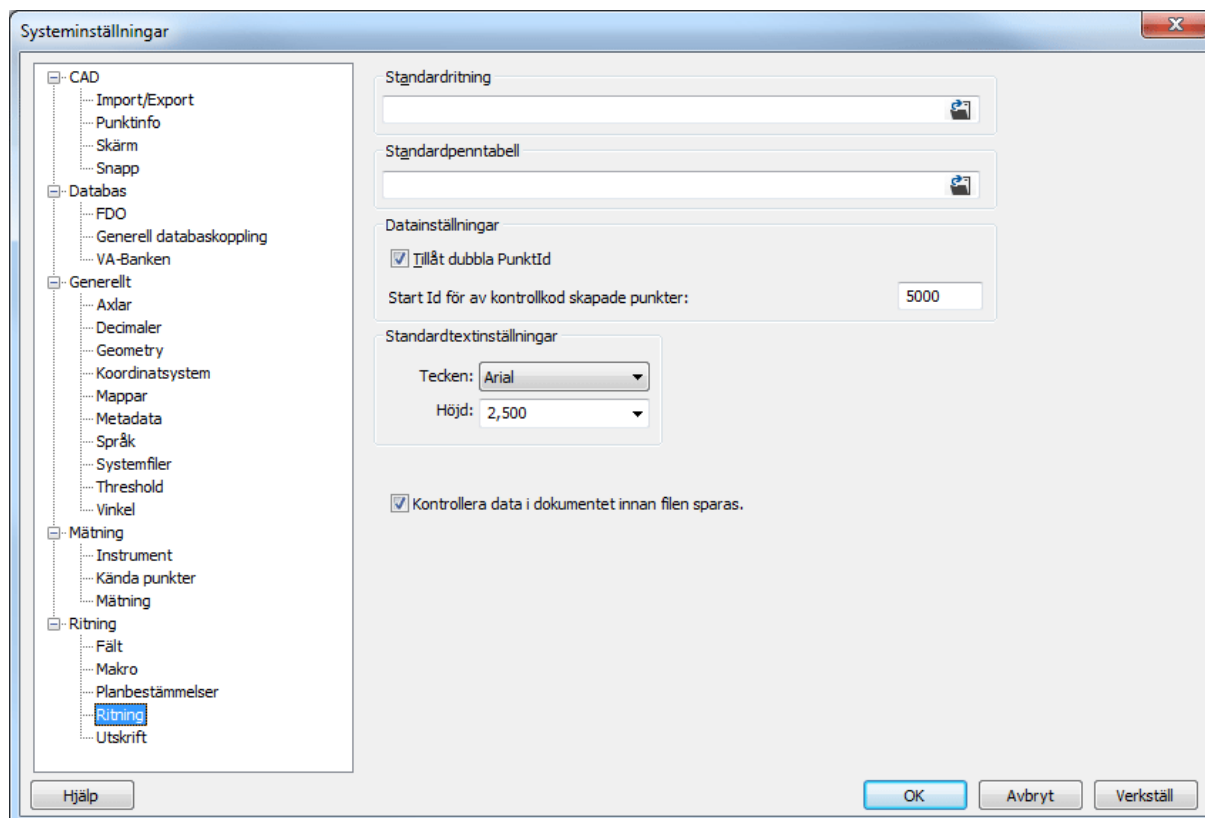 Systeminställningar
CAD
Import/Export
Punktinfo
Skärm
Snapp
Databas
FDO
Generell databaskoppling
VA-Banken
Generellt
Axlar
Decimaler
Geometry
Koordinatsystem
Mappar
Metadata
Språk
Systemfiler
Threshold
Vinkel
Mätning
Instrument
Kända punkter
Mätning
Ritning
Fält
Makro
Planbestämmelser
Ritning
Utskrift
Standardritning
Standardpenntabell
Datainställningar
Tillåt dubbla PunktId
Start Id för av kontrollkod skapade punkter: 5000
Standardtextinställningar
Tecken: Arial
Höjd: 2,500
Kontrollera data i dokumentet innan filen sparas.
Hjälp OK Avbryt Verkställ